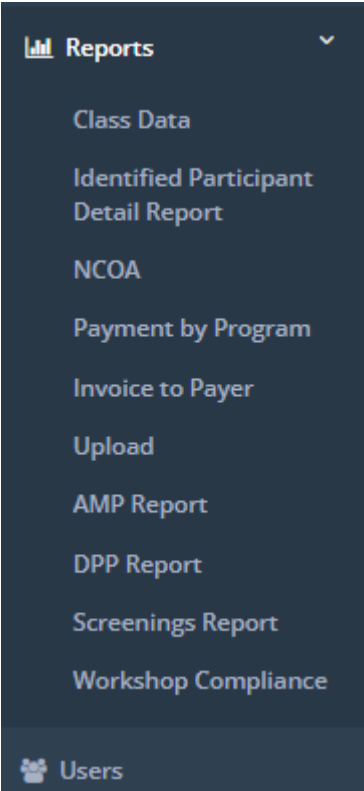 Reports
Class Data
Identified Participant
Detail Report
NCOA
Payment by Program
Invoice to Payer
Upload
AMP Report
DPP Report
Screenings Report
Workshop Compliance
Users